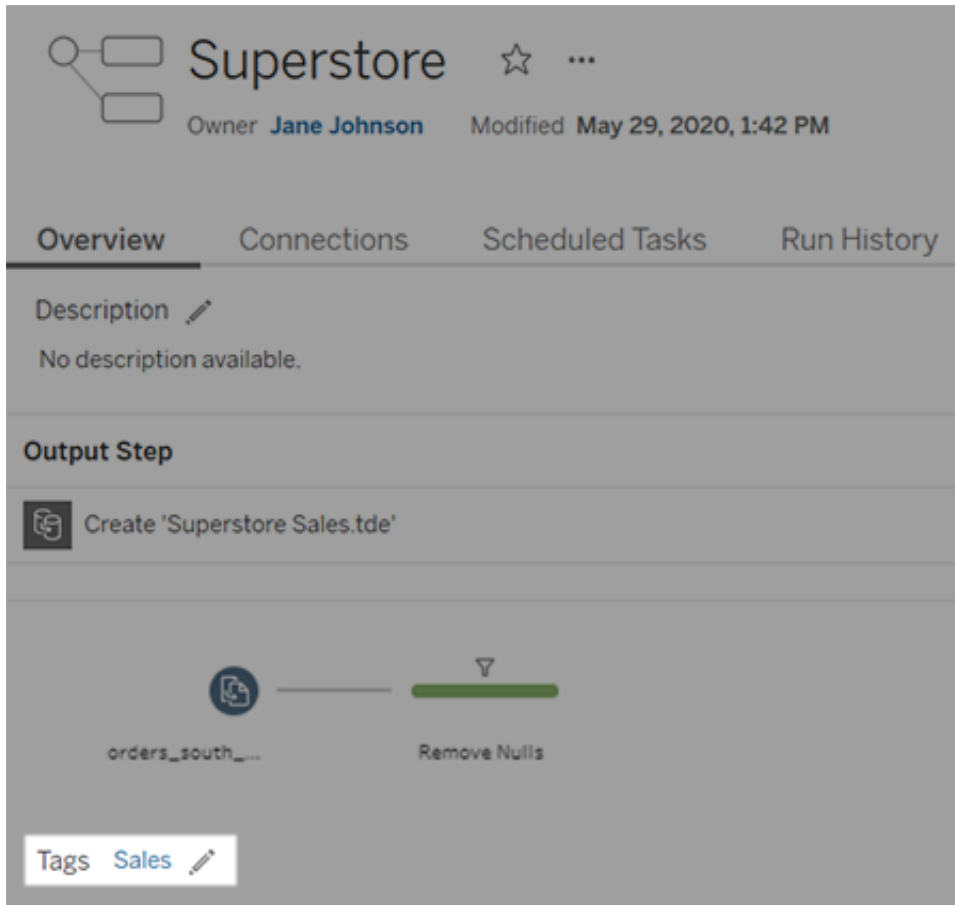 Superstore
Owner Jane Johnson Modified May 29, 2020, 1:42 PM
Overview Connections Scheduled Tasks Run History
Description
No description available.
Output Step
Create 'Superstore Sales.tde'
orders_south_... Remove Nulls
Tags Sales